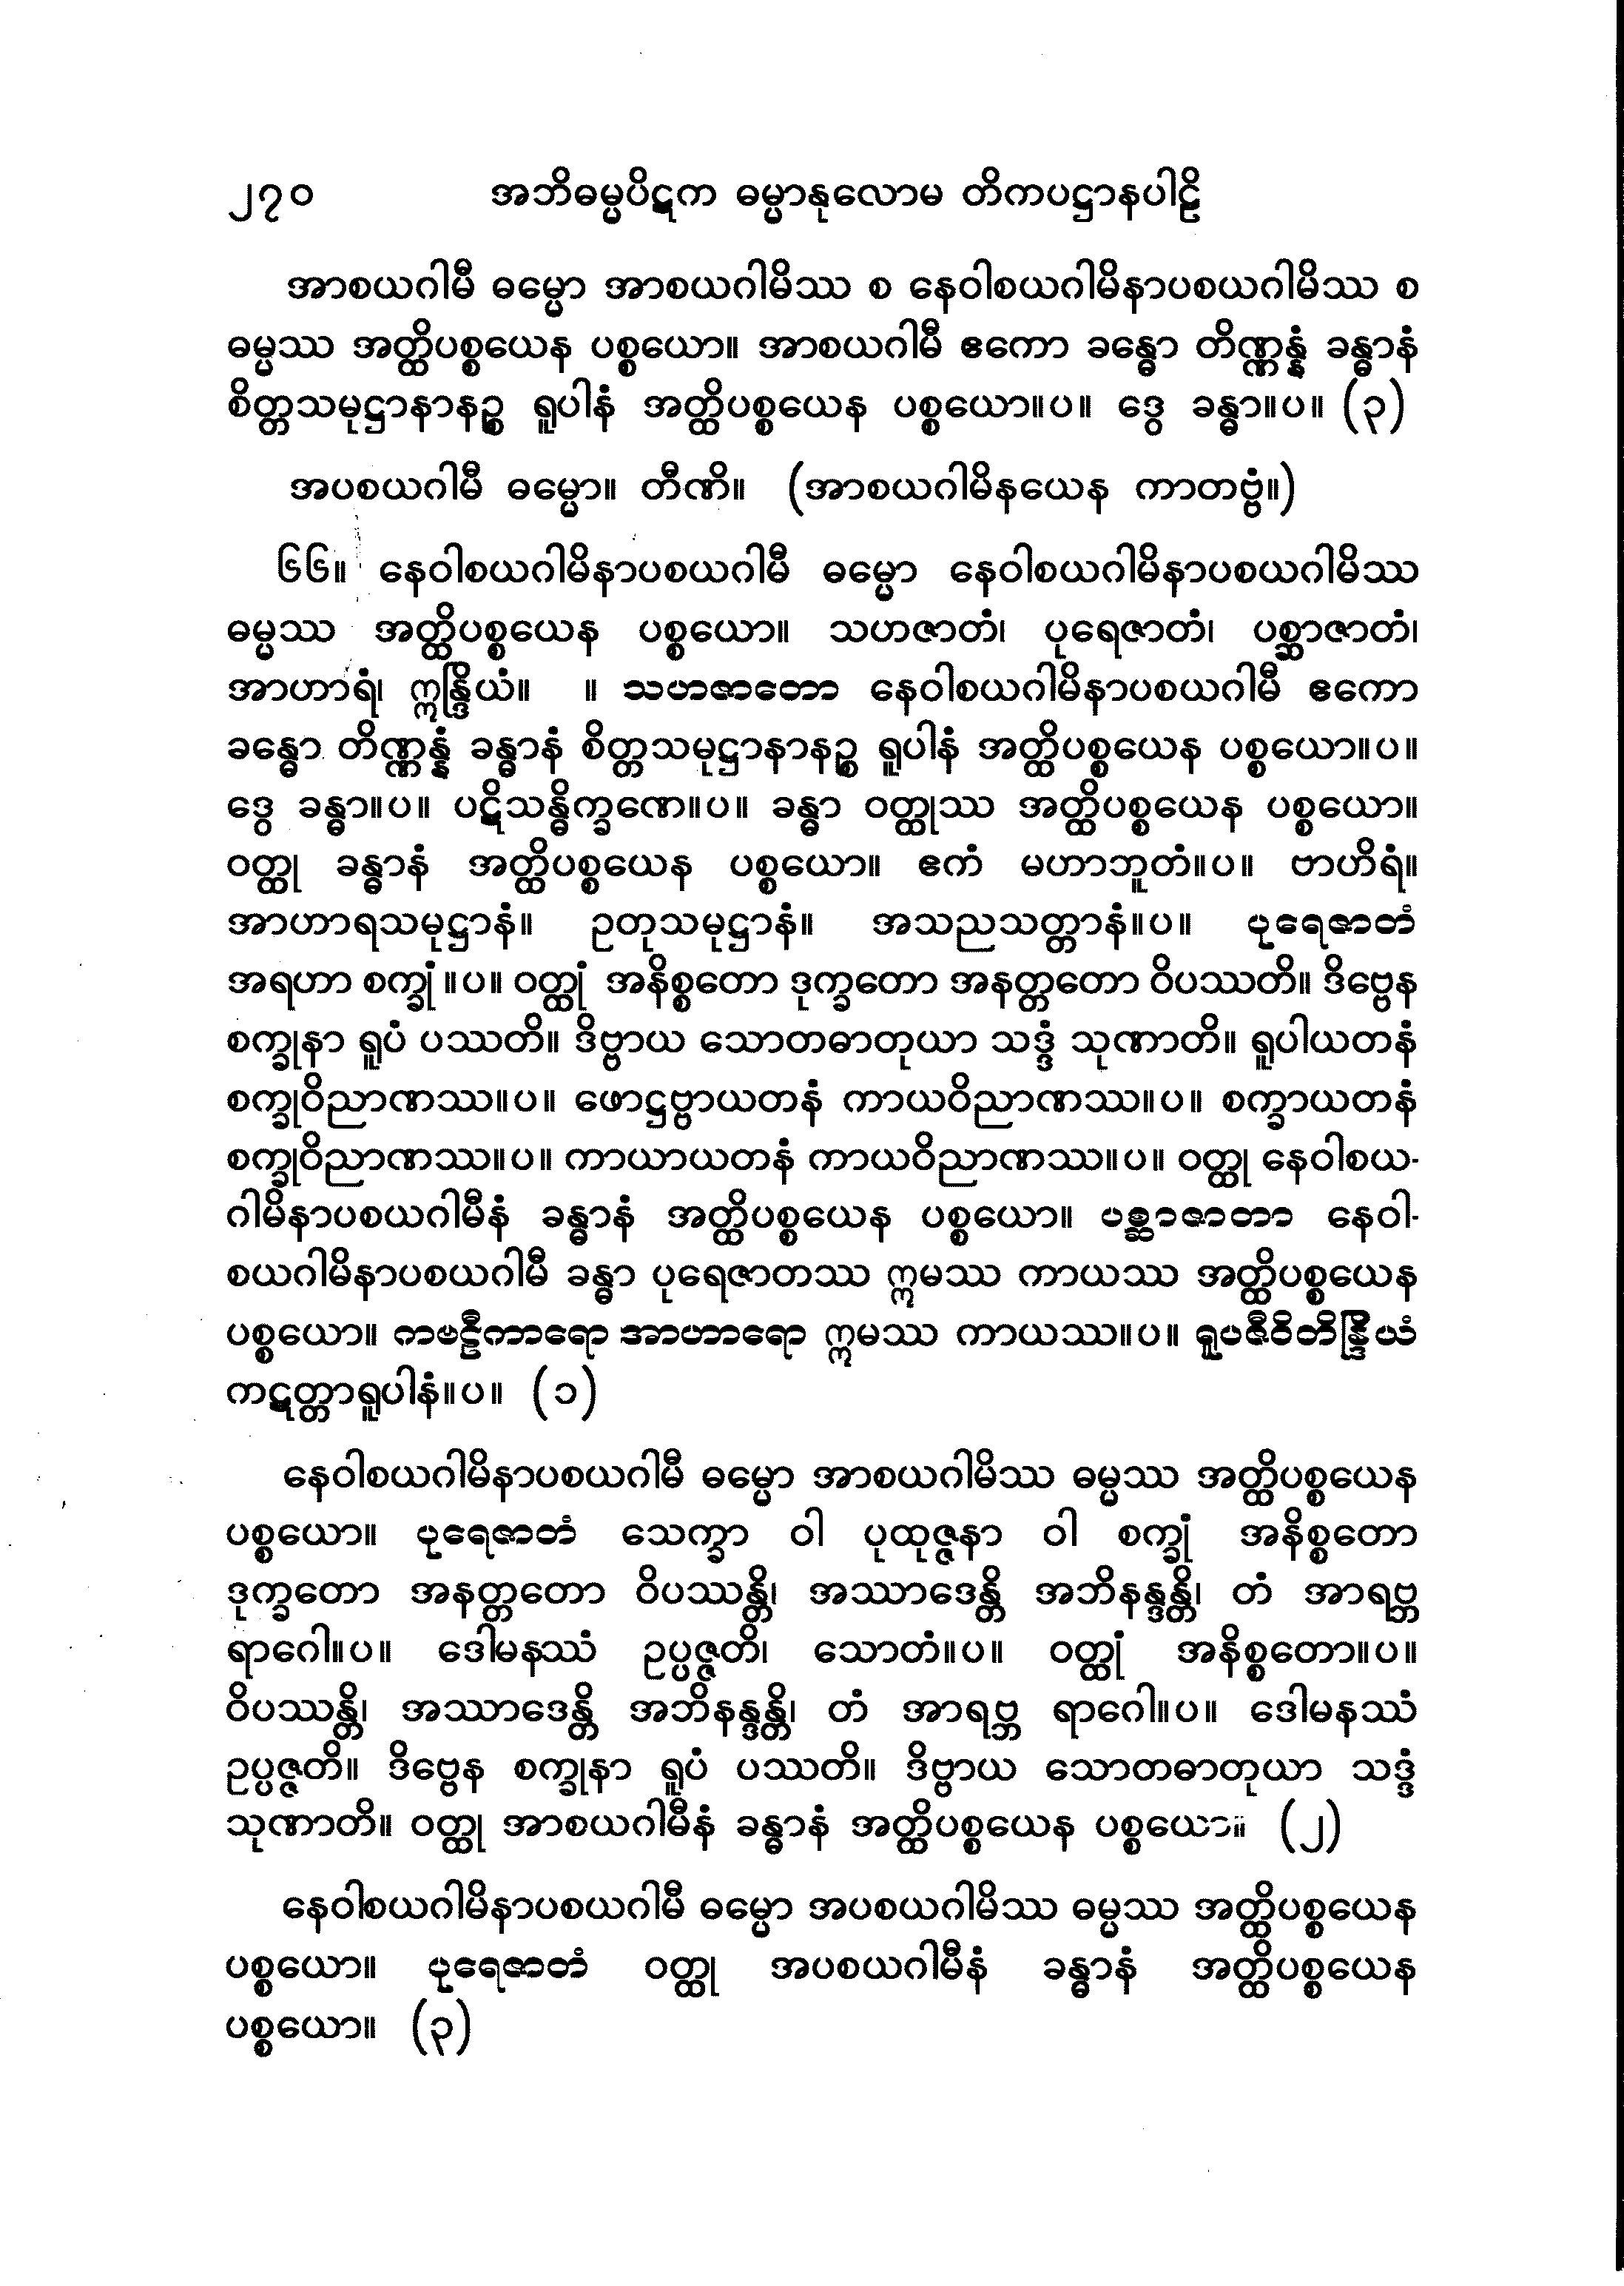 ၂၇၀ အဘိဓမ္မပိဋက ဓမ္မာနုလောမ တိကပဋ္ဌာနပါဠိ
အာစယဂါမီ ဓမ္မော အာစယဂါမိဿ စ နေဝါစယဂါမိနာပစယဂါမိဿ စ
ဓမ္မဿ အတ္ထိပစ္စယေန ပစ္စယော။ အာစယဂါမီ ဧကော ခန္ဓော တိဏ္ဏန္နံ ခန္ဓာနံ
စိတ္တသမုဋ္ဌာနာနဉ္စ ရူပါနံ အတ္ထိပစ္စယေန ပစ္စယော။ပ။ ဒွေ ခန္ဓာ။ပ။ (၃)
အပစယဂါမီ ဓမ္မော။ တီဏိ။ (အာစယဂါမိနယေန ကာတဗ္ဗံ။)
၆၆။ နေဝါစယဂါမိနာပစယဂါမီ ဓမ္မော နေဝါစယဂါမိနာပစယဂါမိဿ
ဓမ္မဿ အတ္ထိပစ္စယေန ပစ္စယော။ သဟဇာတံ၊ ပုရေဇာတံ၊ ပစ္ဆာဇာတံ၊
အာဟာရံ၊ ဣန္ဒြိယံ။ ။ သဟဇာတော နေဝါစယဂါမိနာပစယဂါမီ ဧကော
ခန္ဓော တိဏ္ဏန္နံ ခန္ဓာနံ စိတ္တသမုဋ္ဌာနာနဉ္စ ရူပါနံ အတ္ထိပစ္စယေန ပစ္စယော။ပ။
ဒွေ ခန္ဓာ။ပ။ ပဋိသန္ဓိက္ခဏေ။ပ။ ခန္ဓာ ဝတ္ထုဿ အတ္ထိပစ္စယေန ပစ္စယော။
ဝတ္ထု ခန္ဓာနံ အတ္ထိပစ္စယေန ပစ္စယော။ ဧကံ မဟာဘူတံ။ပ။ ဗာဟိရံ။
အာဟာရသမုဋ္ဌာနံ။ ဥတုသမုဋ္ဌာနံ။ အသညသတ္တာနံ။ပ။ ပုရေဇာတံ
အရဟာ စက္ခုံ။ပ။ ဝတ္ထုံ အနိစ္စတော ဒုက္ခတော အနတ္တတော ဝိပဿတိ။ ဒိဗ္ဗေန
စက္ခုနာ ရူပံ ပဿတိ။ ဒိဗ္ဗာယ သောတဓာတုယာ သဒ္ဒံ သုဏာတိ။ ရူပါယတနံ
စက္ခုဝိညာဏဿ။ပ။ ဖောဋ္ဌဗ္ဗာယတနံ ကာယဝိညာဏဿ။ပ။ စက္ခာယတနံ
စက္ခုဝိညာဏဿ။ပ။ ကာယာယတနံ ကာယဝိညာဏဿ။ပ။ ဝတ္ထု နေဝါစယ-
ဂါမိနာပစယဂါမီနံ ခန္ဓာနံ အတ္ထိပစ္စယေန ပစ္စယော။ ပစ္ဆာဇာတာ နေဝါ-
စယဂါမိနာပစယဂါမီ ခန္ဓာ ပုရေဇာတဿ ဣမဿ ကာယဿ အတ္ထိပစ္စယေန
ပစ္စယော။ ကဗဠီကာရော အာဟာရော ဣမဿ ကာယဿ။ပ။ ရူပဇီဝိတိန္ဒြိယံ
ကဋတ္တာရူပါနံ။ပ။ (၁)
နေဝါစယဂါမိနာပစယဂါမီ ဓမ္မော အာစယဂါမိဿ ဓမ္မဿ အတ္ထိပစ္စယေန
ပစ္စယော။ ပုရေဇာတံ သေက္ခာ ဝါ ပုထုဇ္ဇနာ ဝါ စက္ခုံ အနိစ္စတော
ဒုက္ခတော အနတ္တတော ဝိပဿန္တိ၊ အဿာဒေန္တိ အဘိနန္ဒန္တိ၊ တံ အာရဗ္ဘ
ရာဂေါ။ပ။ ဒေါမနဿံ ဥပ္ပဇ္ဇတိ၊ သောတံ။ပ။ ဝတ္ထုံ အနိစ္စတော။ပ။
ဝိပဿန္တိ၊ အဿာဒေန္တိ အဘိနန္ဒန္တိ၊ တံ အာရဗ္ဘ ရာဂေါ။ပ။ ဒေါမနဿံ
ဥပ္ပဇ္ဇတိ။ ဒိဗ္ဗေန စက္ခုနာ ရူပံ ပဿတိ။ ဒိဗ္ဗာယ သောတဓာတုယာ သဒ္ဒံ
သုဏာတိ။ ဝတ္ထု အာစယဂါမီနံ ခန္ဓာနံ အတ္ထိပစ္စယေန ပစ္စယော။ (၂)
နေဝါစယဂါမိနာပစယဂါမီ ဓမ္မော အပစယဂါမိဿ ဓမ္မဿ အတ္ထိပစ္စယေန
ပစ္စယော။ ပုရေဇာတံ ဝတ္ထု အပစယဂါမီနံ ခန္ဓာနံ အတ္ထိပစ္စယေန
ပစ္စယော။ (၃)